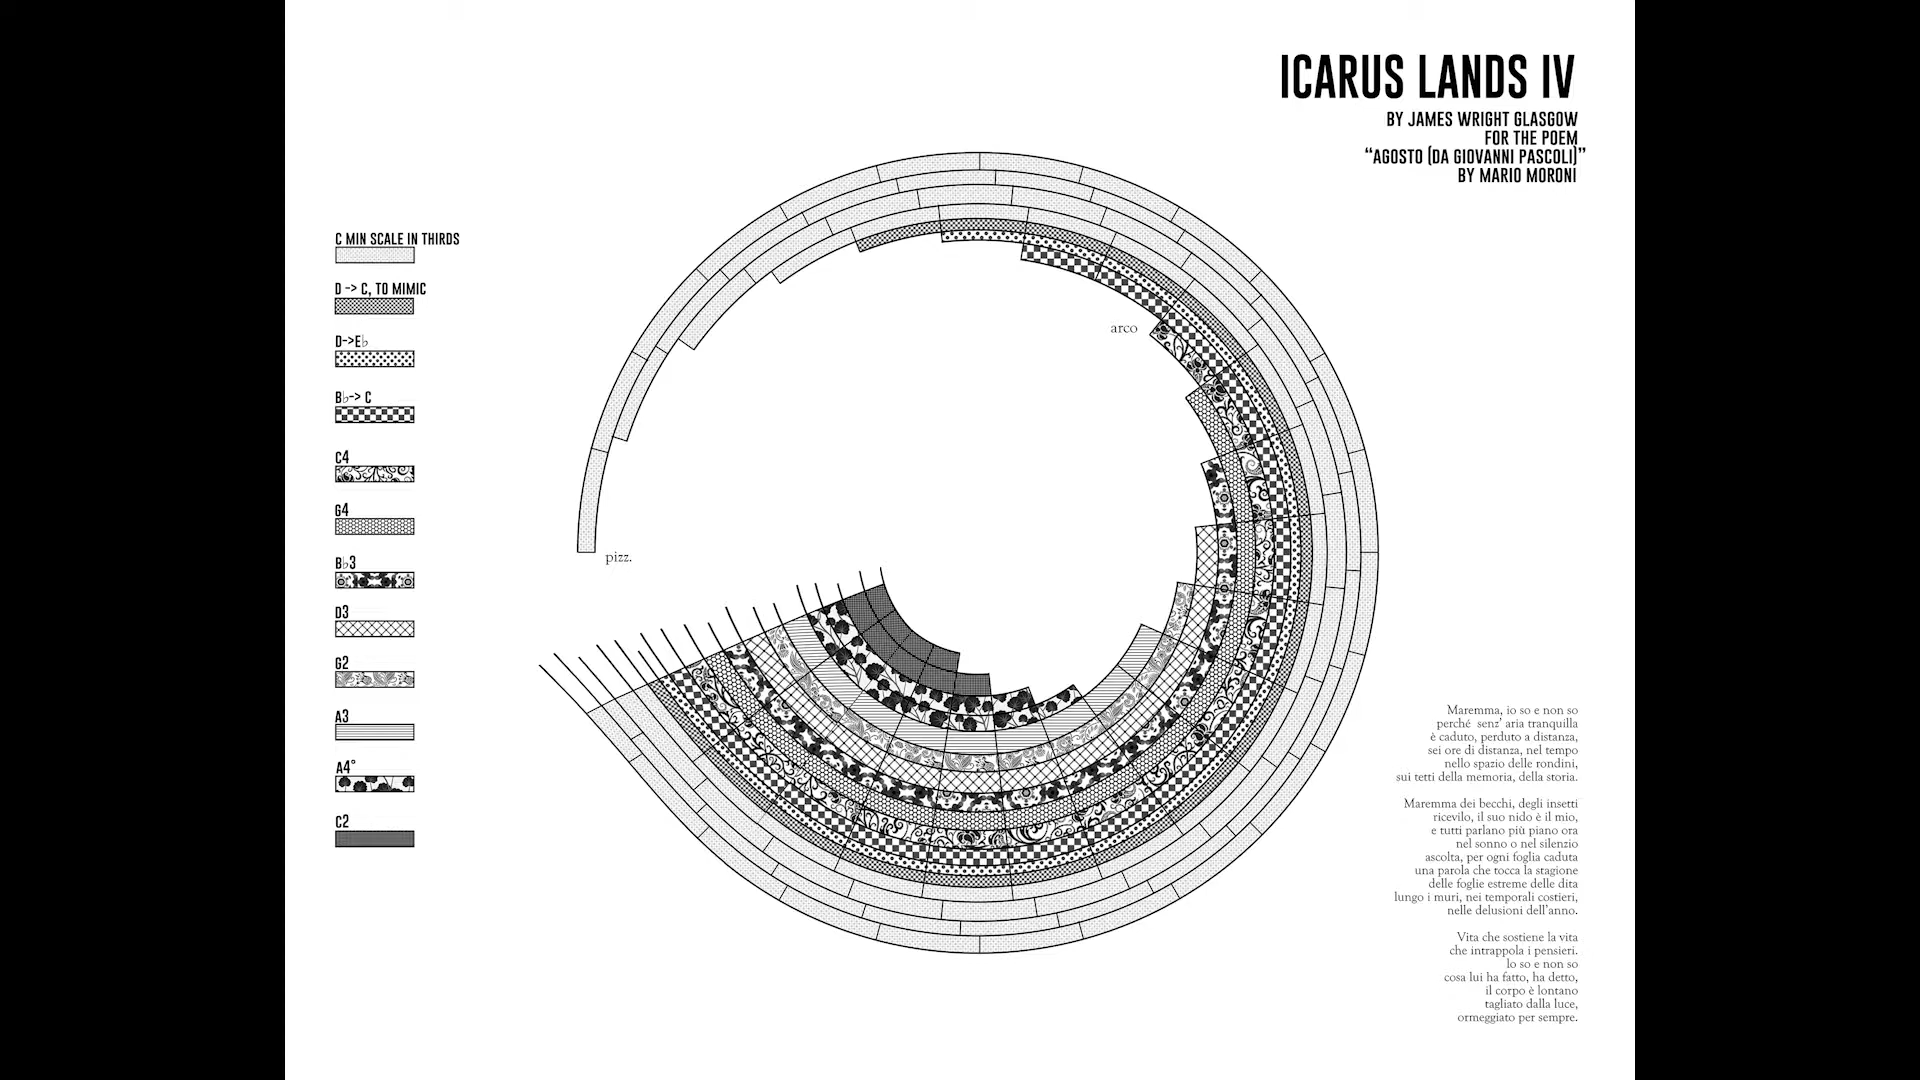 ICARUS LANDS IV
BY JAMES WRIGHT GLASGOW
FOR THE POEM
“AGOSTO (DA GIOVANNI PASCOLI)”
BY MARIO MORONI
C MIN SCALE IN THIRDS
D -> C, TO MIMIC
D->E♭
B♭-> C
C4
G4
B♭3
D3
G2
A3
A4°
C2
arco
pizz.
Maremma, io so e non so
perché senz’ aria tranquilla
è caduto, perduto a distanza,
sei ore di distanza, nel tempo
nello spazio delle rondini,
sui tetti della memoria, della storia.
Maremma dei becchi, degli insetti
ricevilo, il suo nido è il mio,
e tutti parlano più piano ora
nel sonno o nel silenzio
ascolta, per ogni foglia caduta
una parola che tocca la stagione
delle foglie estreme delle dita
lungo i muri, nei temporali costieri,
nelle delusioni dell’anno.
Vita che sostiene la vita
che intrappola i pensieri.
lo so e non so
cosa lui ha fatto, ha detto,
il corpo è lontano
tagliato dalla luce,
ormeggiato per sempre.